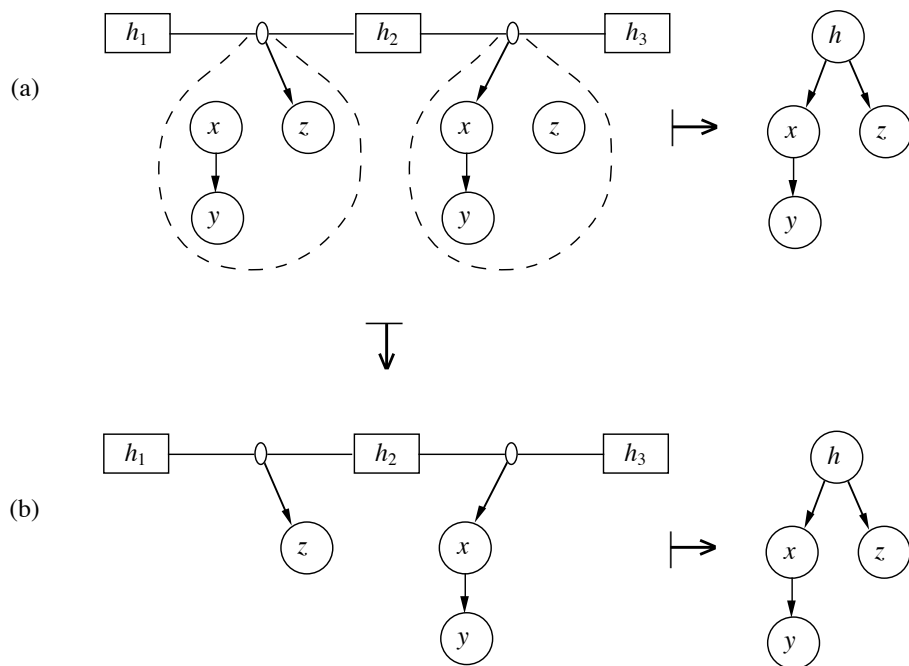 h₁ h₂ h₃ h
(a)
x z x z x z
y y y
h₁ h₂ h₃ h
(b)
z x x z
y y